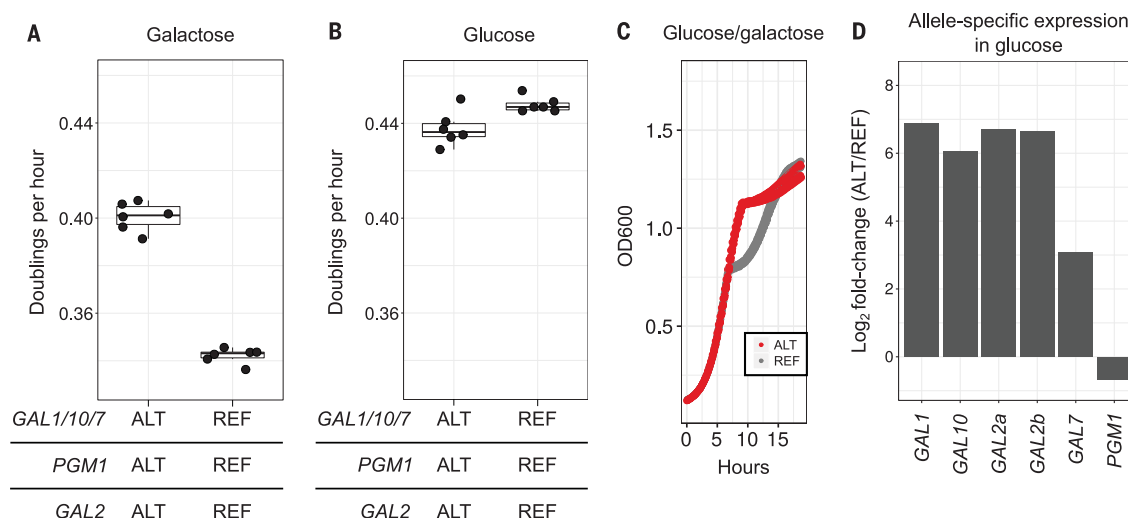 A
Galactose
Doublings per hour
0.44
0.40
0.36
GAL1/10/7 ALT REF
PGM1 ALT REF
GAL2 ALT REF
B
Glucose
Doublings per hour
0.44
0.40
0.36
GAL1/10/7 ALT REF
PGM1 ALT REF
GAL2 ALT REF
C
Glucose/galactose
OD600
1.5
1.0
0.5
ALT
REF
0 5 10 15
Hours
D
Allele-specific expression
in glucose
Log2 fold-change (ALT/REF)
8
6
4
2
0
GAL1
GAL10
GAL2a
GAL2b
GAL7
PGM1